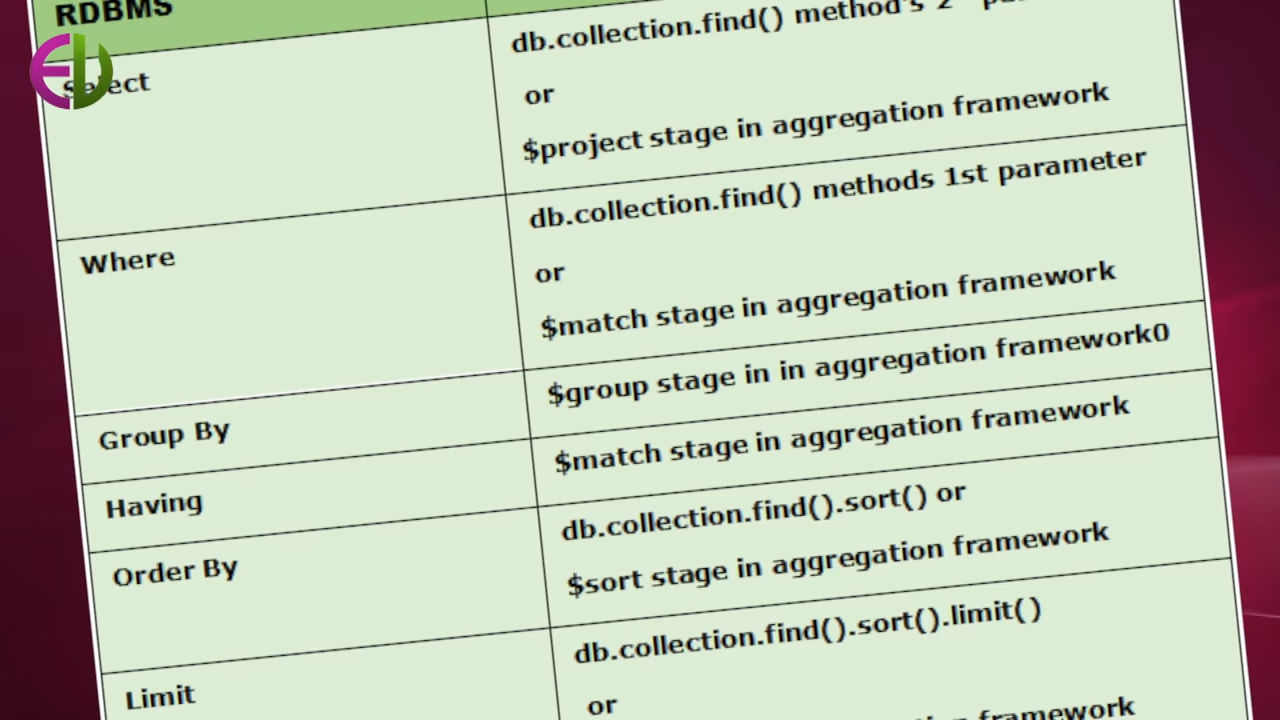 RDBMS
Select
db.collection.find() method's 2
or
$project stage in aggregation framework
Where
db.collection.find() methods 1st parameter
or
$match stage in aggregation framework
Group By
$group stage in in aggregation framework0
Having
$match stage in aggregation framework
Order By
db.collection.find().sort() or
$sort stage in aggregation framework
Limit
db.collection.find().sort().limit()
or
aggregation framework